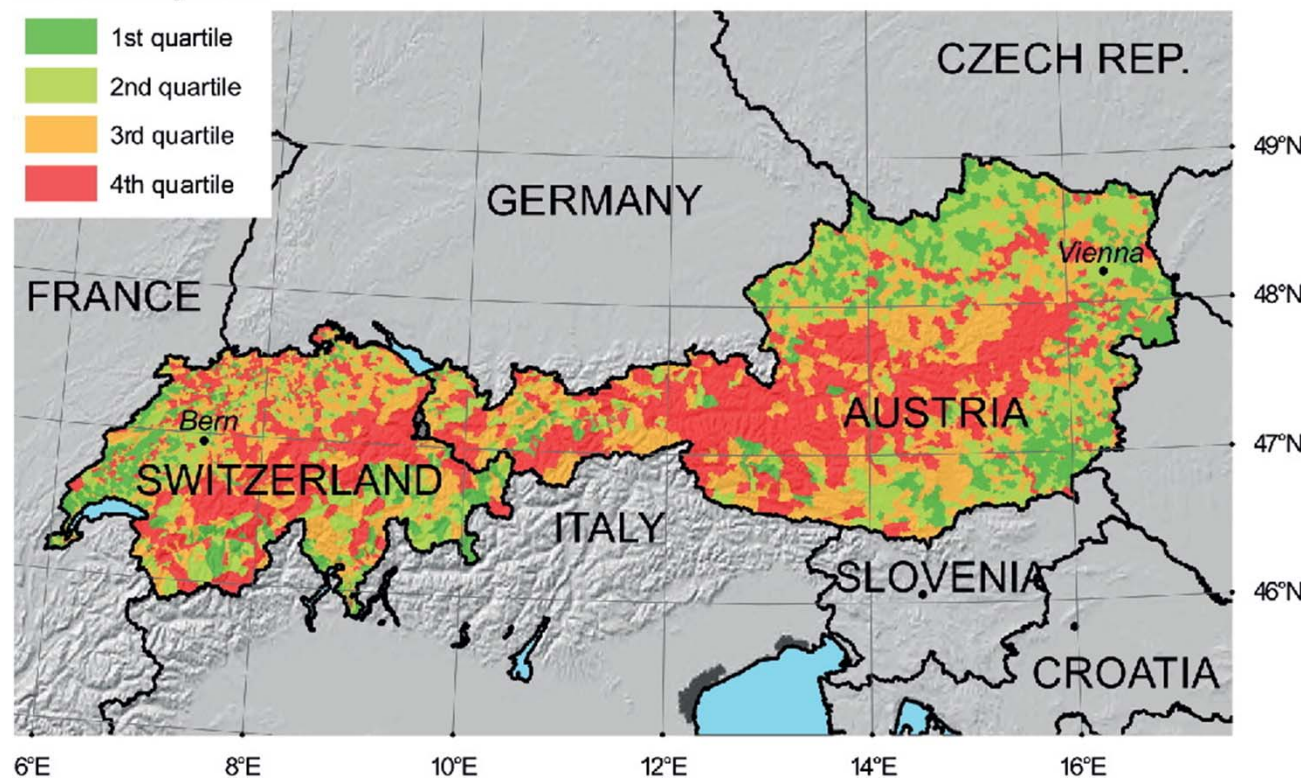 1st quartile
2nd quartile
3rd quartile
4th quartile
CZECH REP.
49°N
GERMANY
Vienna
FRANCE
48°N
Bern
AUSTRIA
47°N
SWITZERLAND
ITALY
SLOVENIA
46°N
CROATIA
6°E 8°E 10°E 12°E 14°E 16°E